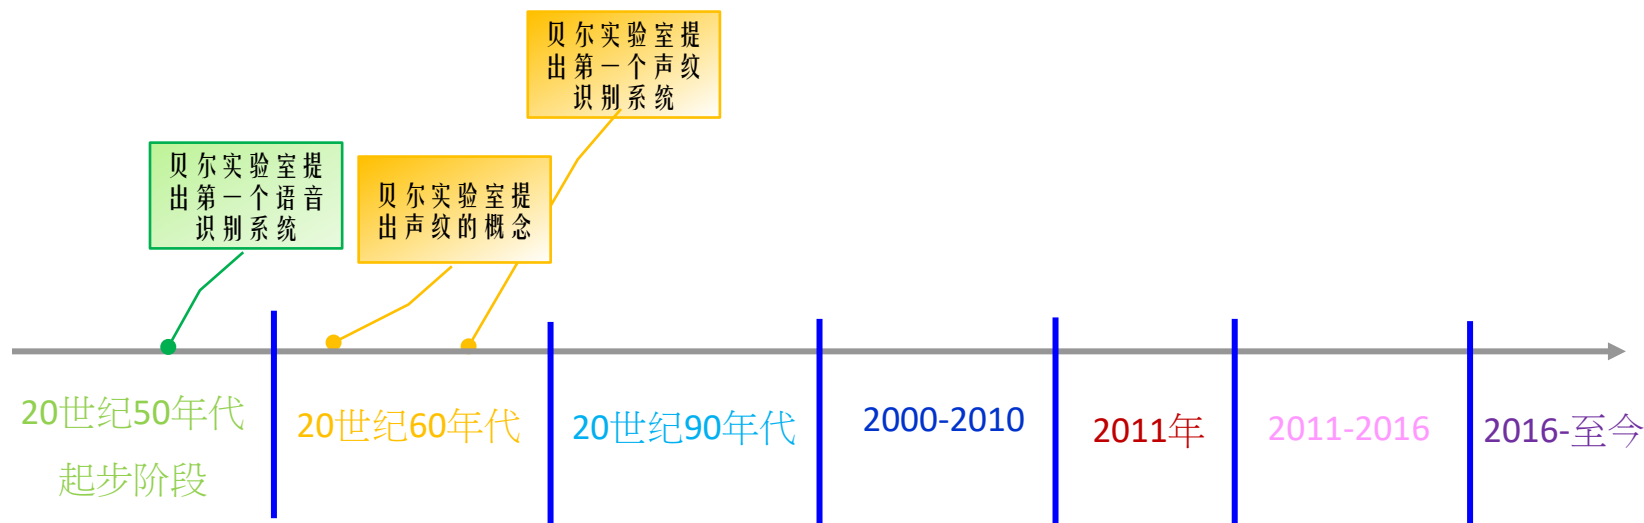 贝尔实验室提
出第一个声纹
识别系统
贝尔实验室提
出第一个语音
识别系统
贝尔实验室提
出声纹的概念
20世纪50年代
起步阶段
20世纪60年代
20世纪90年代
2000-2010
2011年
2011-2016
2016-至今